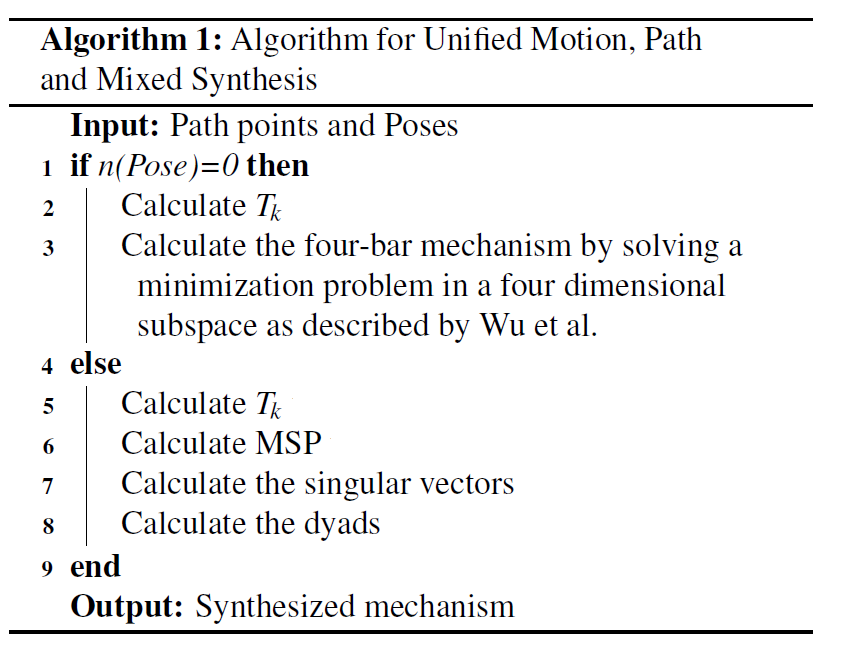 Algorithm 1: Algorithm for Unified Motion, Path
and Mixed Synthesis
Input: Path points and Poses
1 if n(Pose)=0 then
2 Calculate Tk
3 Calculate the four-bar mechanism by solving a
minimization problem in a four dimensional
subspace as described by Wu et al.
4 else
5 Calculate Tk
6 Calculate MSP
7 Calculate the singular vectors
8 Calculate the dyads
9 end
Output: Synthesized mechanism